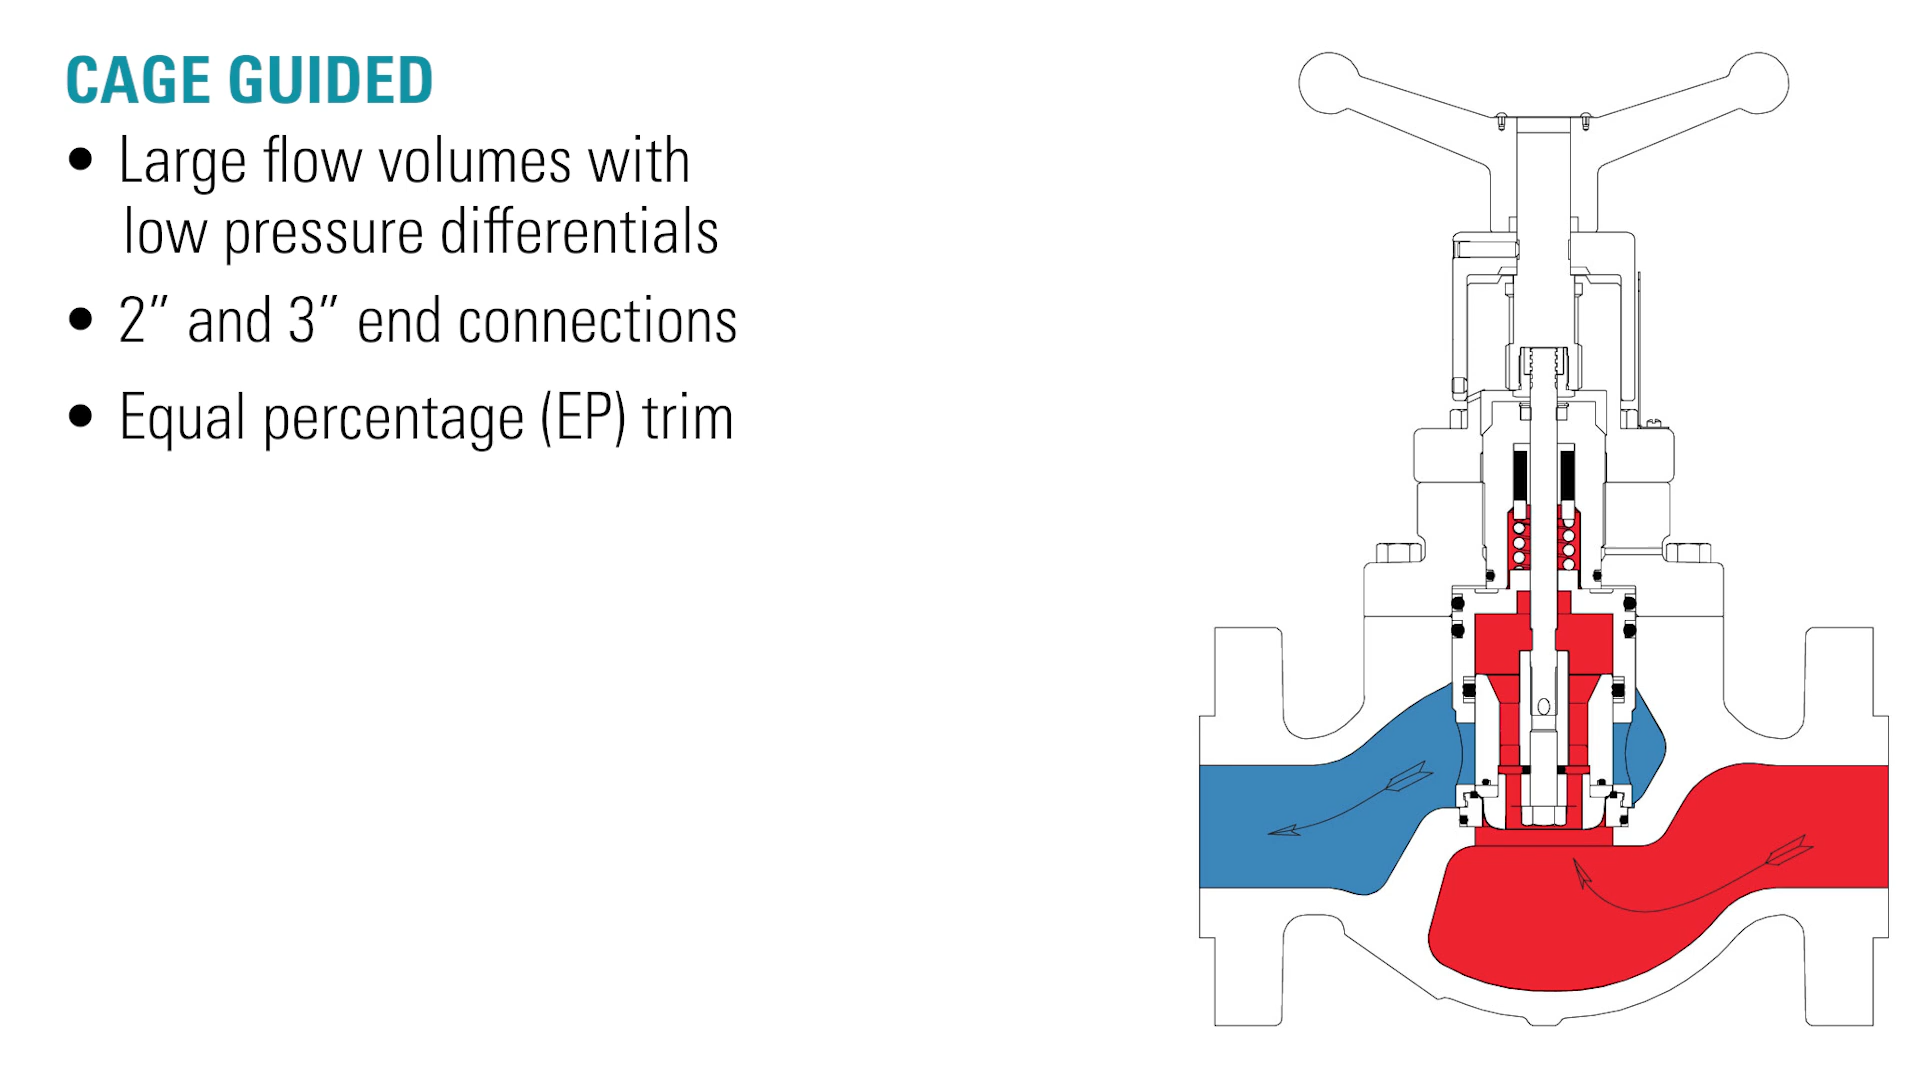 CAGE GUIDED
• Large flow volumes with
low pressure differentials
• 2” and 3” end connections
• Equal percentage (EP) trim